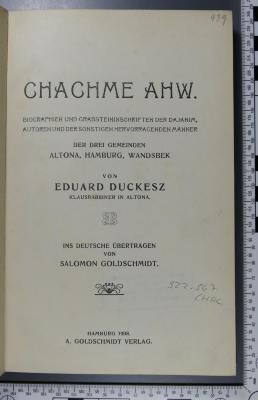 939
CHACHME AHW.
BIOGRAPHIEN UND GRABSTEININSCHRIFTEN DER DAJANIM,
AUTOREN UND DER SONSTIGEN HERVORRAGENDEN MÄNNER
DER DREI GEMEINDEN
ALTONA, HAMBURG, WANDSBEK
VON
EDUARD DUCKESZ
KLAUSRABBINER IN ALTONA.
INS DEUTSCHE ÜBERTRAGEN
VON
SALOMON GOLDSCHMIDT.
CHAC
HAMBURG 1908.
A. GOLDSCHMIDT VERLAG.